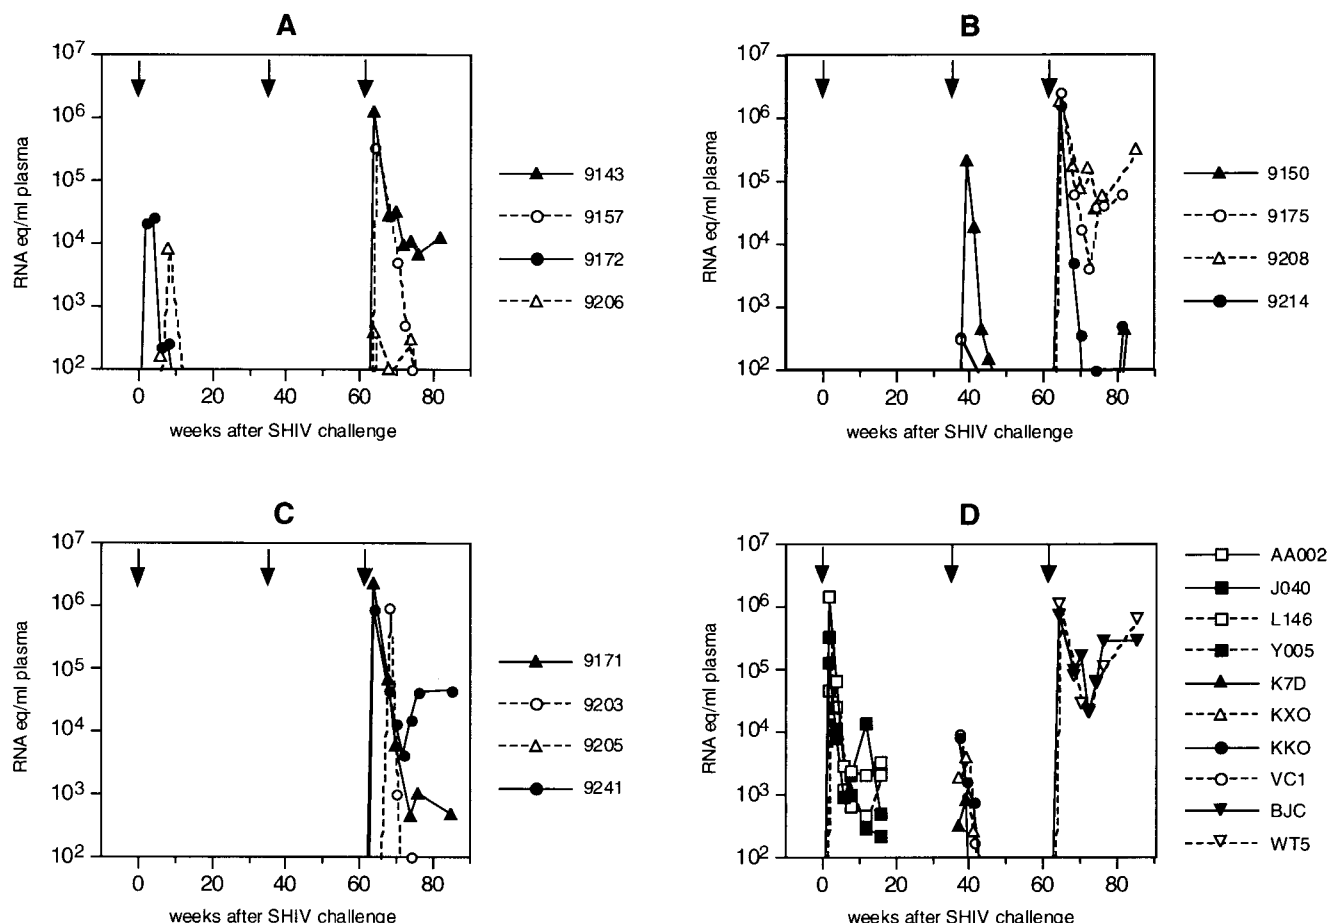 A
RNA eq/ml plasma
10^7
10^6
10^5
10^4
10^3
10^2
0 20 40 60 80
weeks after SHIV challenge
9143
9157
9172
9206
B
RNA eq/ml plasma
10^7
10^6
10^5
10^4
10^3
10^2
0 20 40 60 80
weeks after SHIV challenge
9150
9175
9208
9214
C
RNA eq/ml plasma
10^7
10^6
10^5
10^4
10^3
10^2
0 20 40 60 80
weeks after SHIV challenge
9171
9203
9205
9241
D
RNA eq/ml plasma
10^7
10^6
10^5
10^4
10^3
10^2
0 20 40 60 80
weeks after SHIV challenge
AA002
J040
L146
Y005
K7D
KXO
KKO
VC1
BJC
WT5